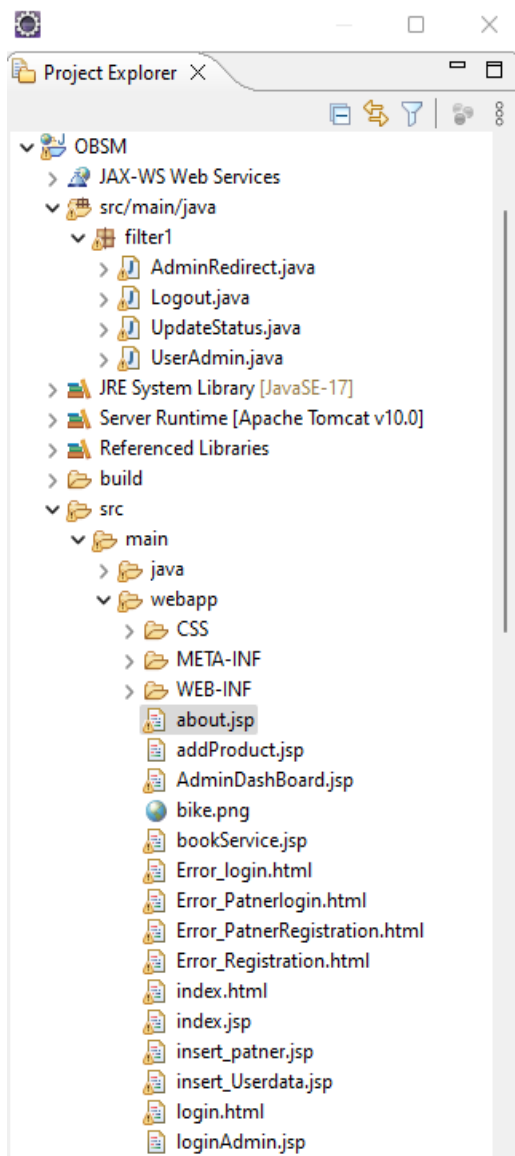 Project Explorer
OBSM
JAX-WS Web Services
src/main/java
filter1
AdminRedirect.java
Logout.java
UpdateStatus.java
UserAdmin.java
JRE System Library [JavaSE-17]
Server Runtime [Apache Tomcat v10.0]
Referenced Libraries
build
src
main
java
webapp
CSS
META-INF
WEB-INF
about.jsp
addProduct.jsp
AdminDashBoard.jsp
bike.png
bookService.jsp
Error_login.html
Error_Patnerlogin.html
Error_PatnerRegistration.html
Error_Registration.html
index.html
index.jsp
insert_patner.jsp
insert_Userdata.jsp
login.html
loginAdmin.jsp